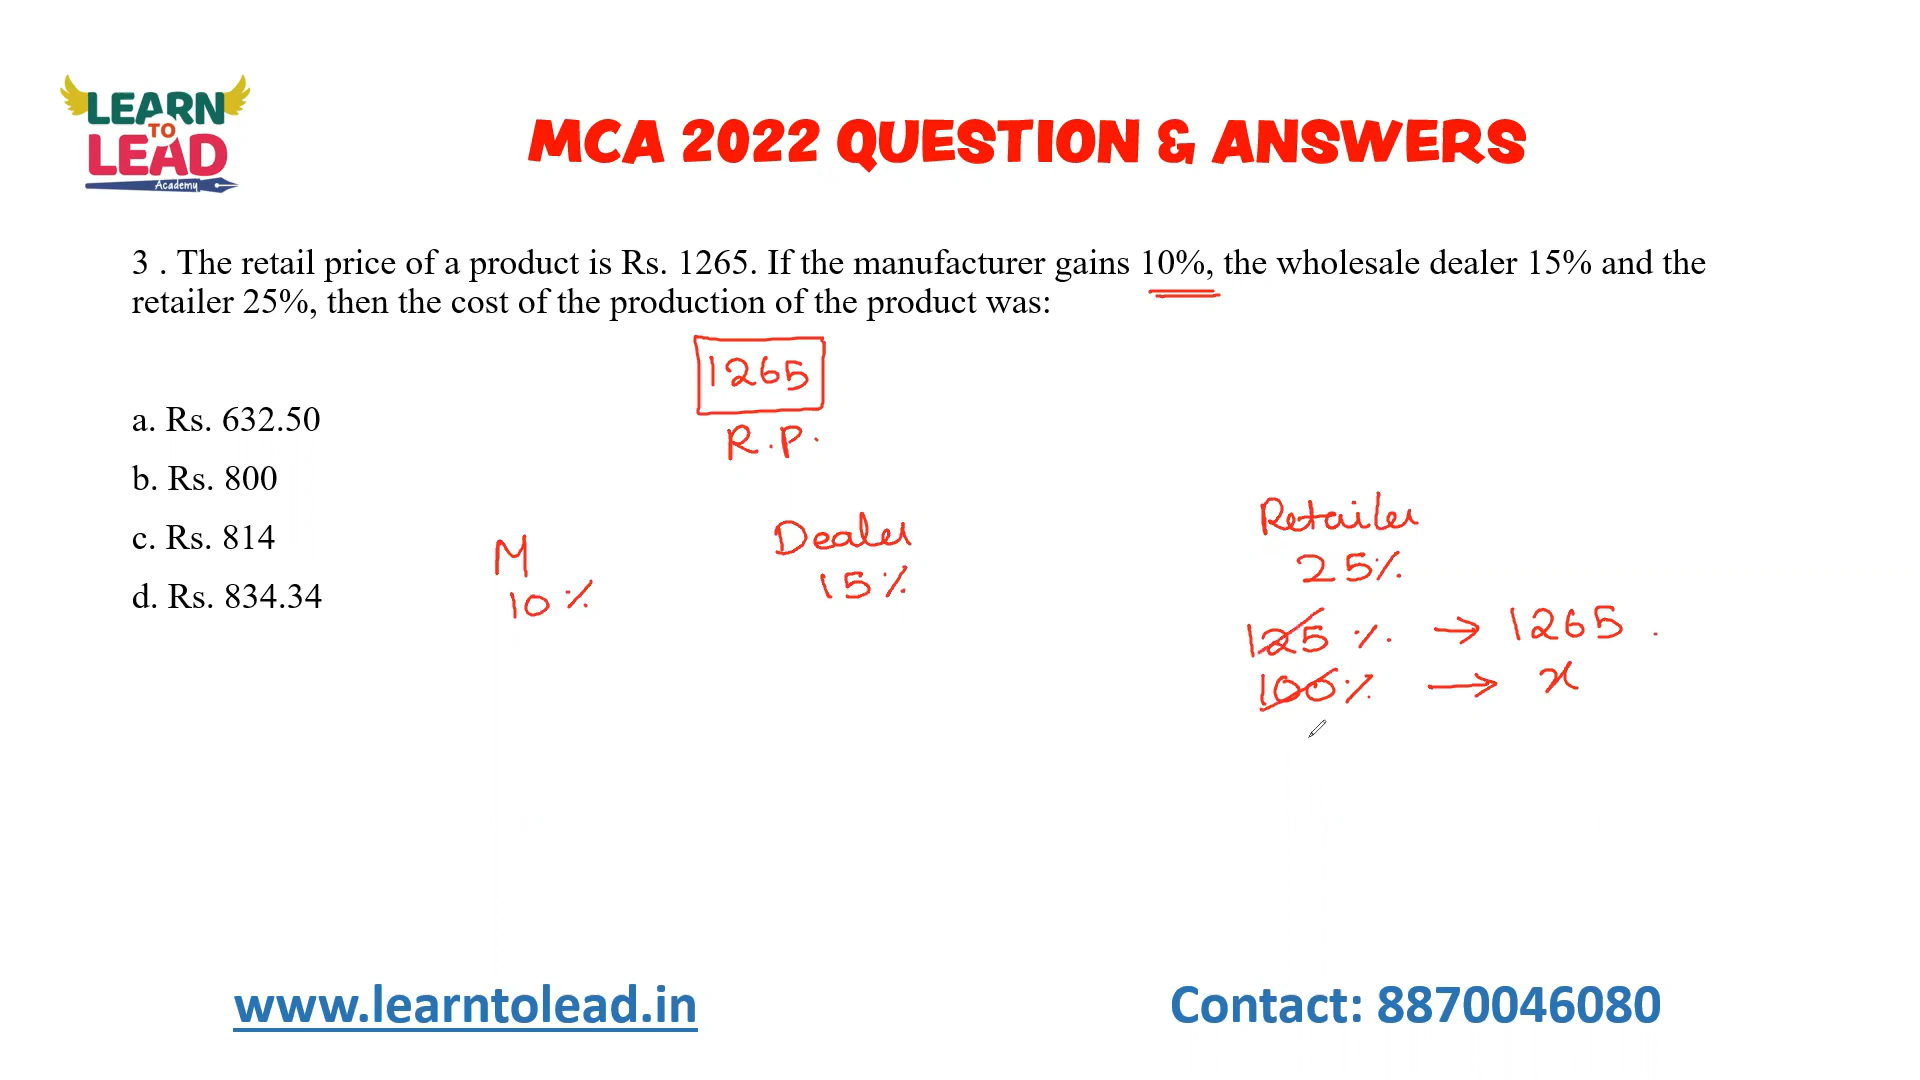 LEARN
TO
LEAD
Academy
MCA 2022 QUESTION & ANSWERS
3 . The retail price of a product is Rs. 1265. If the manufacturer gains 10%, the wholesale dealer 15% and the
retailer 25%, then the cost of the production of the product was:
1265
R.P.
a. Rs. 632.50
b. Rs. 800
c. Rs. 814
d. Rs. 834.34
M
10%
Dealer
15%
Retailer
25%
125% → 1265.
100% → x
www.learntolead.in
Contact: 8870046080